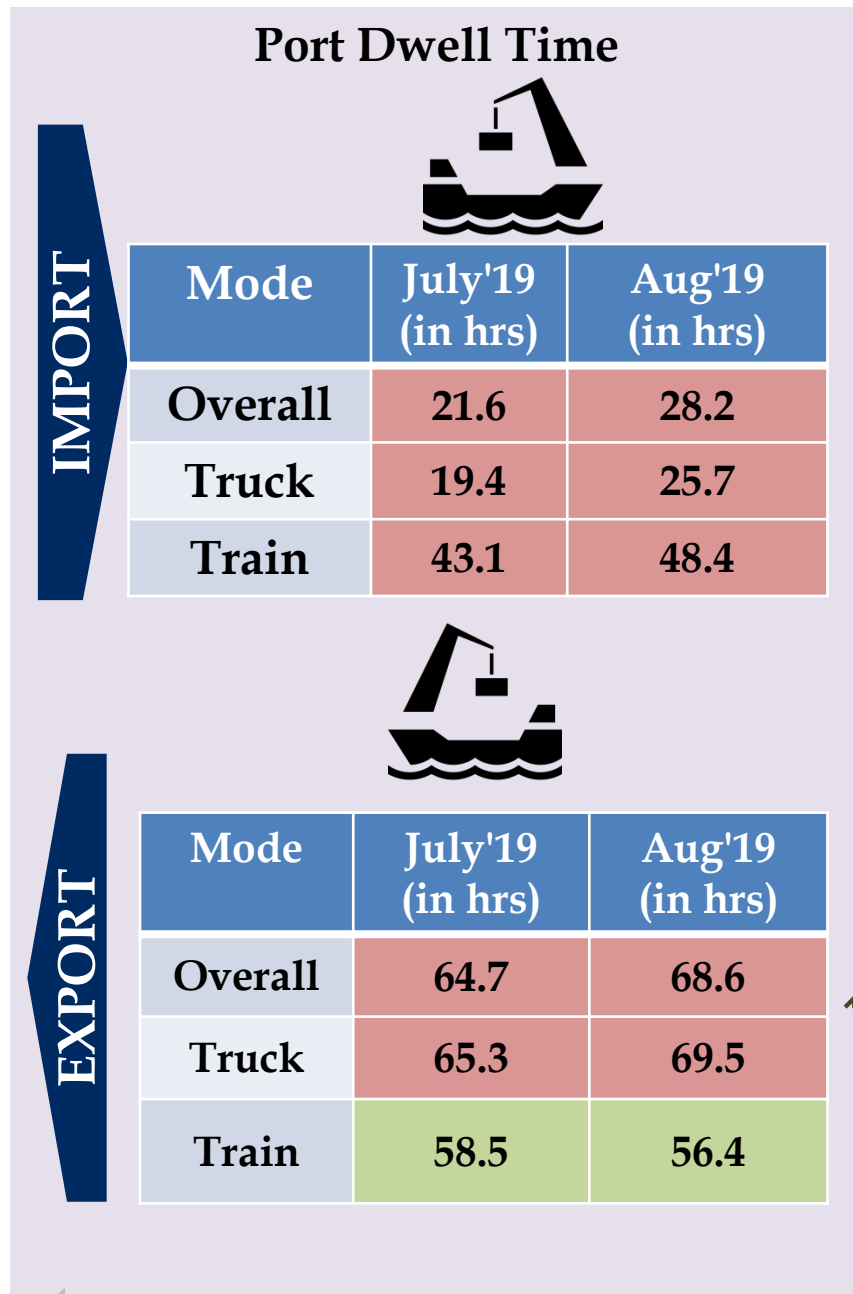 Port Dwell Time
IMPORT
Mode July'19 (in hrs) Aug'19 (in hrs)
Overall 21.6 28.2
Truck 19.4 25.7
Train 43.1 48.4
EXPORT
Mode July'19 (in hrs) Aug'19 (in hrs)
Overall 64.7 68.6
Truck 65.3 69.5
Train 58.5 56.4